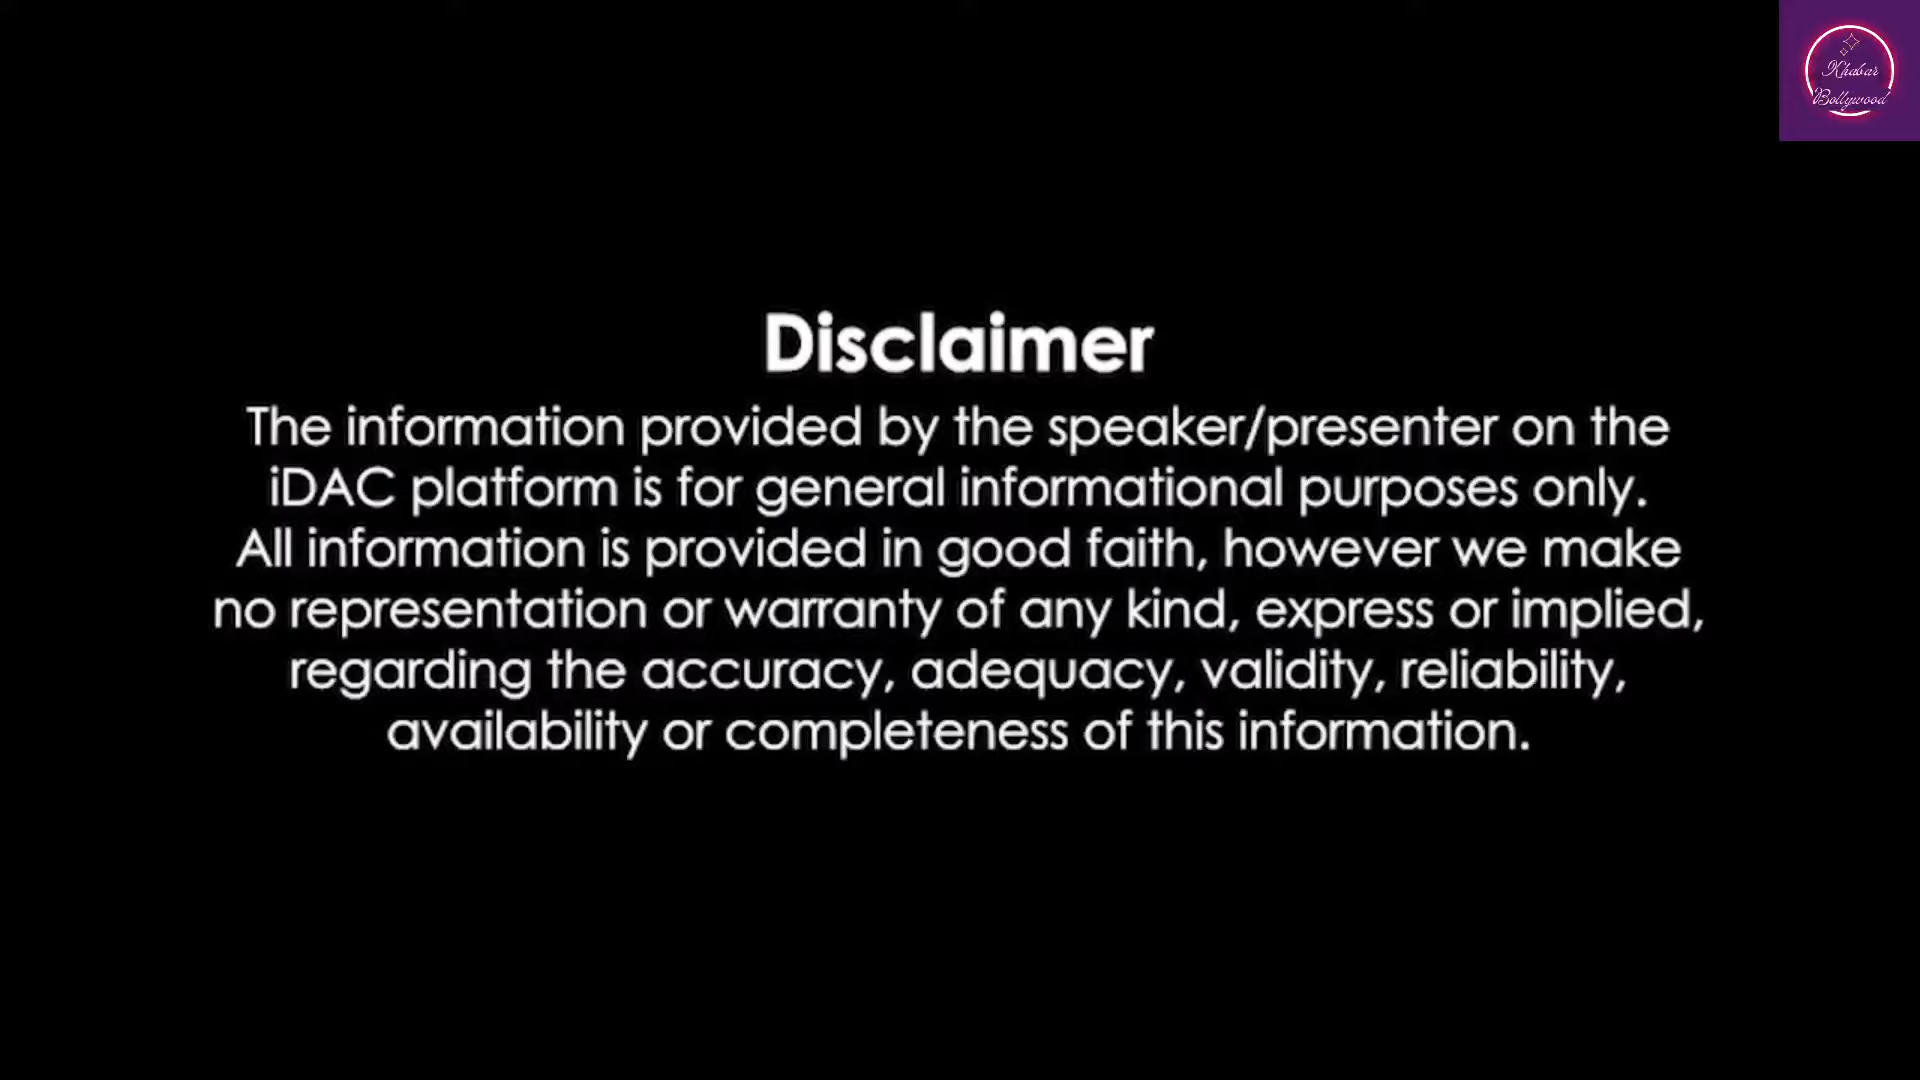 Khabar
Bollywood
Disclaimer
The information provided by the speaker/presenter on the
iDAC platform is for general informational purposes only.
All information is provided in good faith, however we make
no representation or warranty of any kind, express or implied,
regarding the accuracy, adequacy, validity, reliability,
availability or completeness of this information.